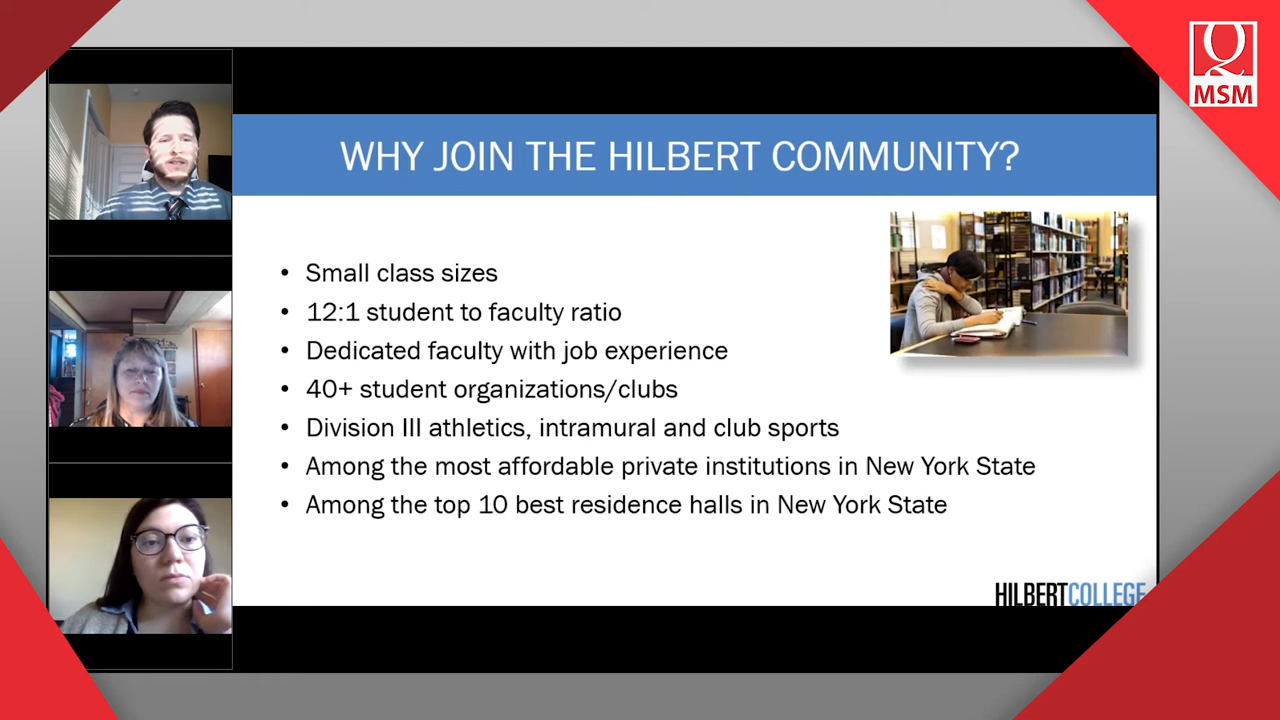 Q
MSM
WHY JOIN THE HILBERT COMMUNITY?
• Small class sizes
• 12:1 student to faculty ratio
• Dedicated faculty with job experience
• 40+ student organizations/clubs
• Division III athletics, intramural and club sports
• Among the most affordable private institutions in New York State
• Among the top 10 best residence halls in New York State
HILBERTCOLLEGE